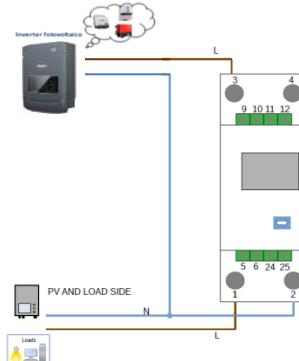 Inverter fotovoltaico
L
3 4
9 10 11 12
5 6 24 25
1 2
PV AND LOAD SIDE
N
L
Loads